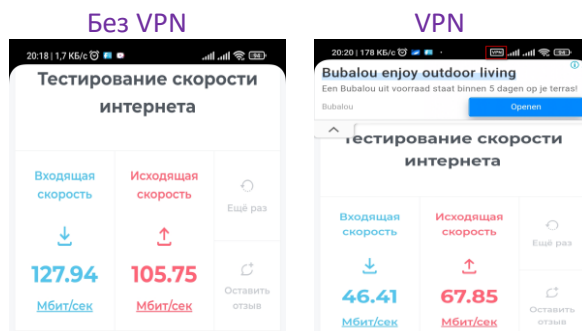 Без VPN
20:18 | 1,7 КБ/с
90
Тестирование скорости
интернета
Входящая
скорость
Исходящая
скорость
Ещё раз
127.94
105.75
Мбит/сек
Мбит/сек
Оставить
отзыв
VPN
20:20 | 178 КБ/с
VPN
90
Bubalou enjoy outdoor living
Een Bubalou uit voorraad staat binnen 5 dagen op je terras!
Bubalou
Openen
Тестирование скорости
интернета
Входящая
скорость
Исходящая
скорость
Ещё раз
46.41
67.85
Мбит/сек
Мбит/сек
Оставить
отзыв